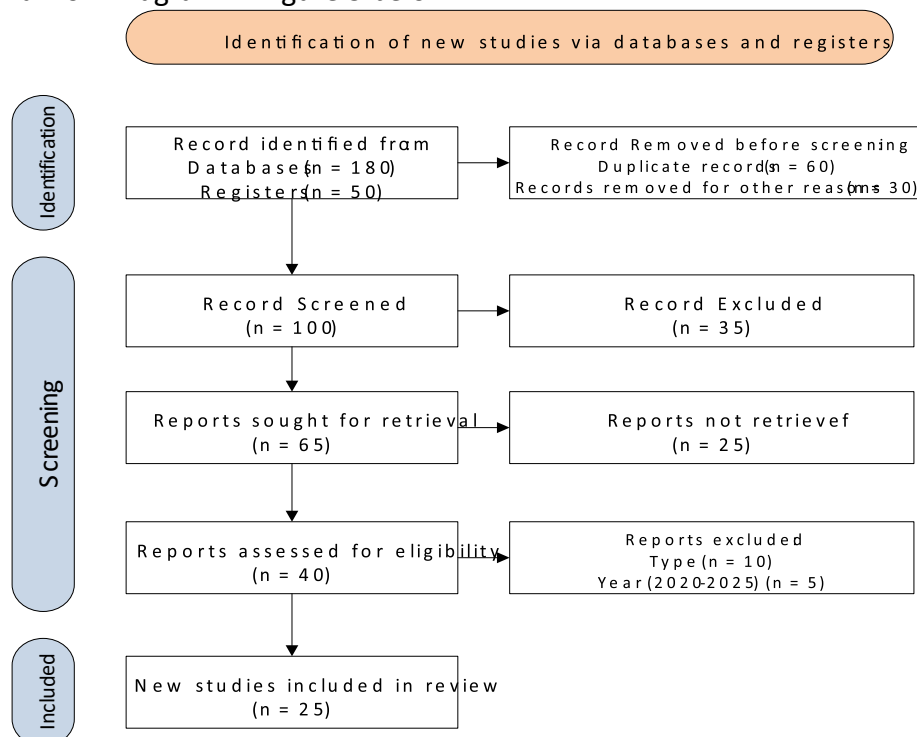 Identification of new studies via databases and registers
Identification
Record identified from
Databases (n = 180)
Registers (n = 50)
Record Removed before screening
Duplicate records (n = 60)
Records removed for other reasons (n = 30)
Screening
Record Screened
(n = 100)
Record Excluded
(n = 35)
Reports sought for retrieval
(n = 65)
Reports not retrievef
(n = 25)
Reports assessed for eligibility
(n = 40)
Reports excluded
Type (n = 10)
Year (2020-2025) (n = 5)
Included
New studies included in review
(n = 25)